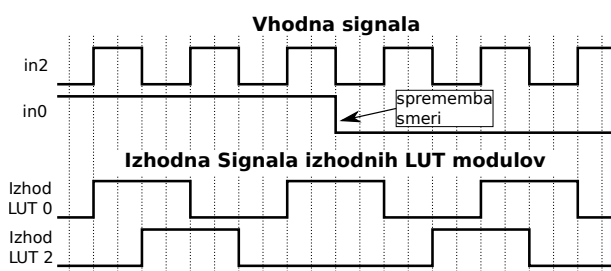 Vhodna signala
in2
in0
sprememba
smeri
Izhodna Signala izhodnih LUT modulov
Izhod
LUT 0
Izhod
LUT 2